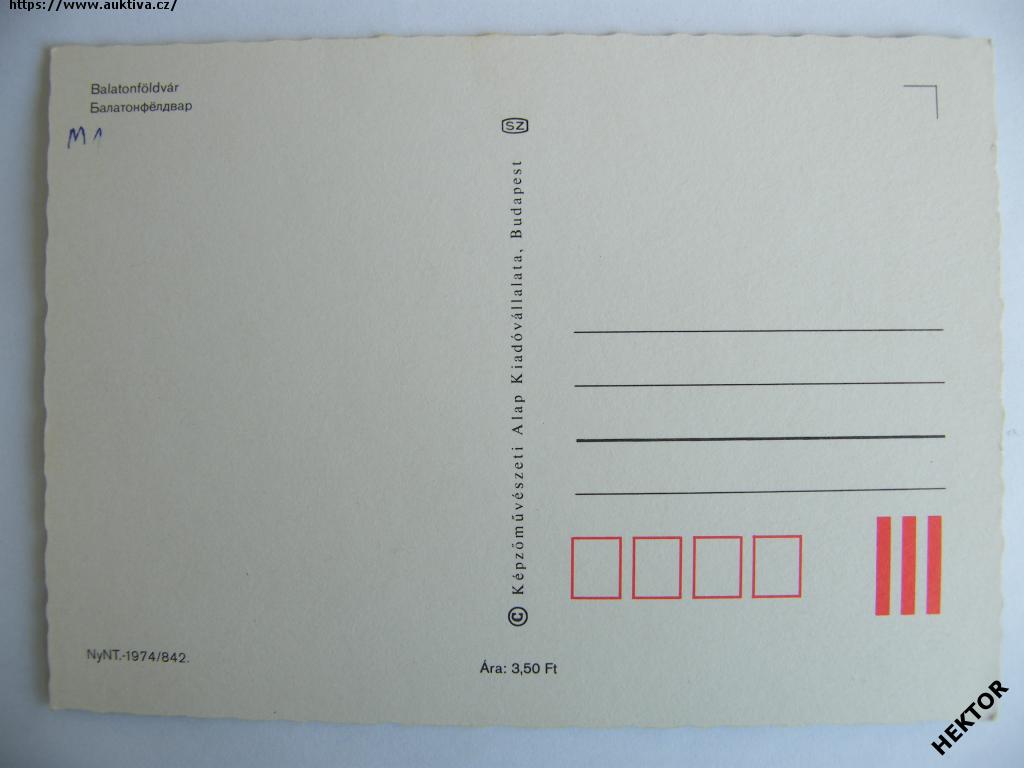 https://www.auktiva.cz/
Balatonföldvár
Балатонфёлдвар
M 1
SZ
© Képzőművészeti Alap Kiadóvállalata, Budapest
NyNT.-1974/842.
Ára: 3,50 Ft
HEKTOR